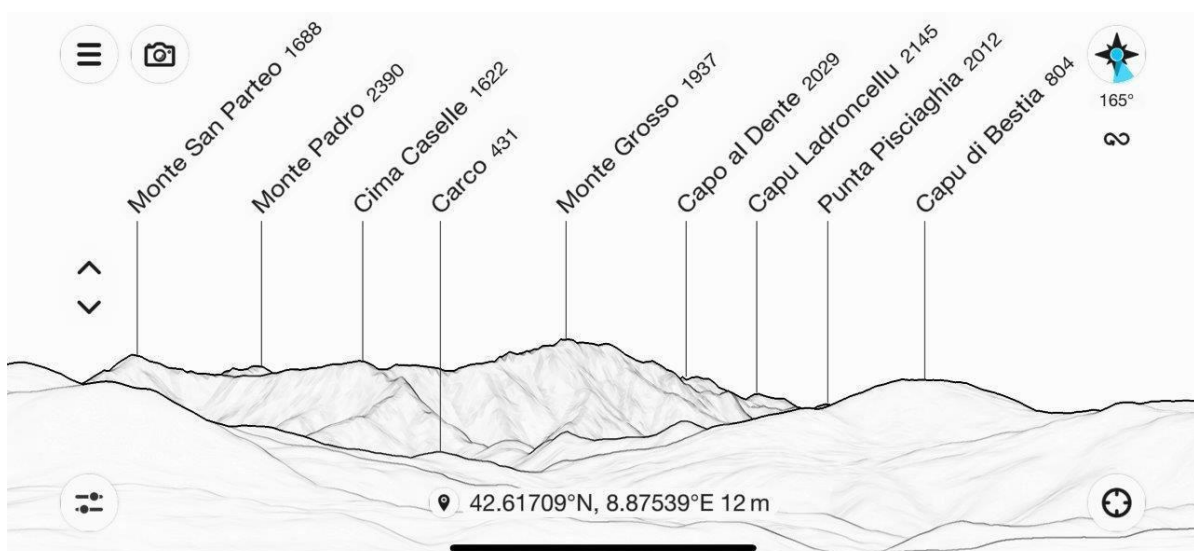 Monte San Parteo 1688
Monte Padro 2390
Cima Caselle 1622
Carco 431
Monte Grosso 1937
Capo al Dente 2029
Capu Ladroncellu 2145
Punta Pisciaghia 2012
Capu di Bestia 804
165°
42.61709°N, 8.87539°E 12 m